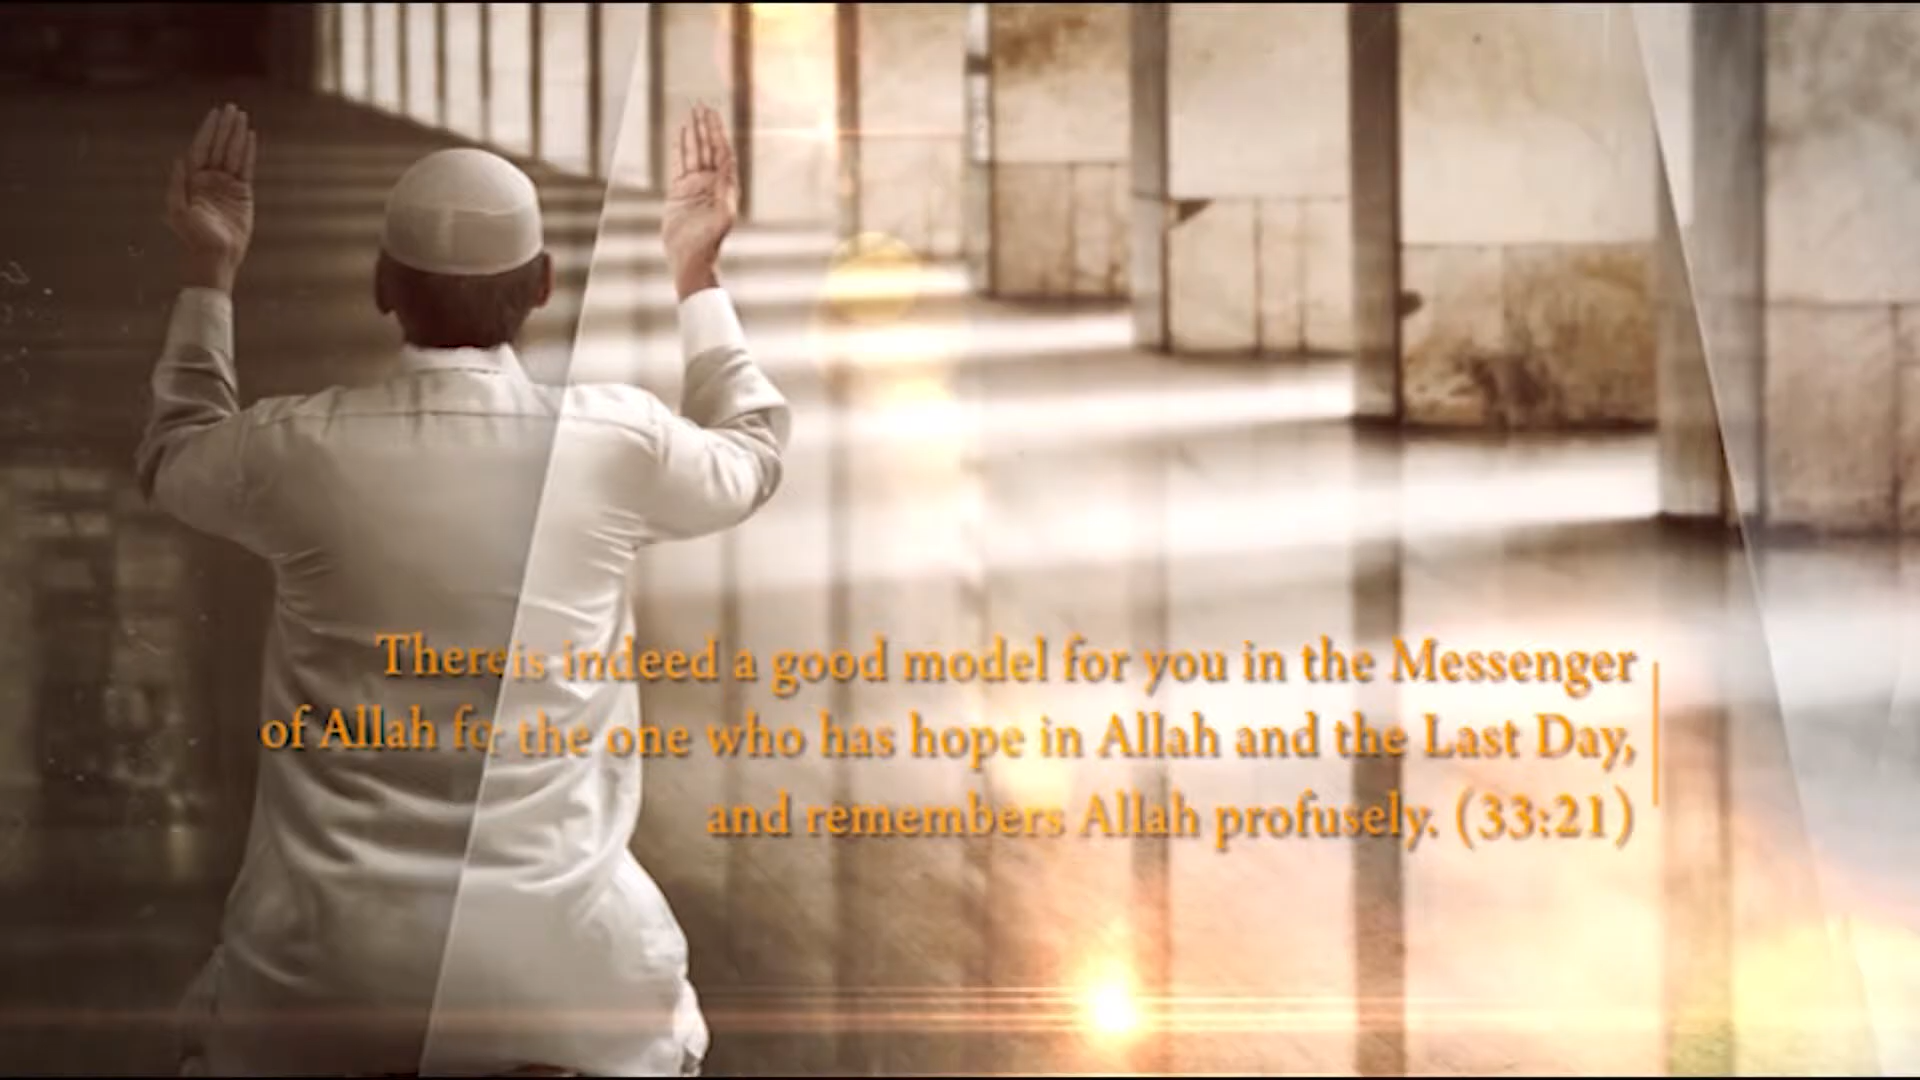 There is indeed a good model for you in the Messenger
of Allah for the one who has hope in Allah and the Last Day,
and remembers Allah profusely. (33:21)